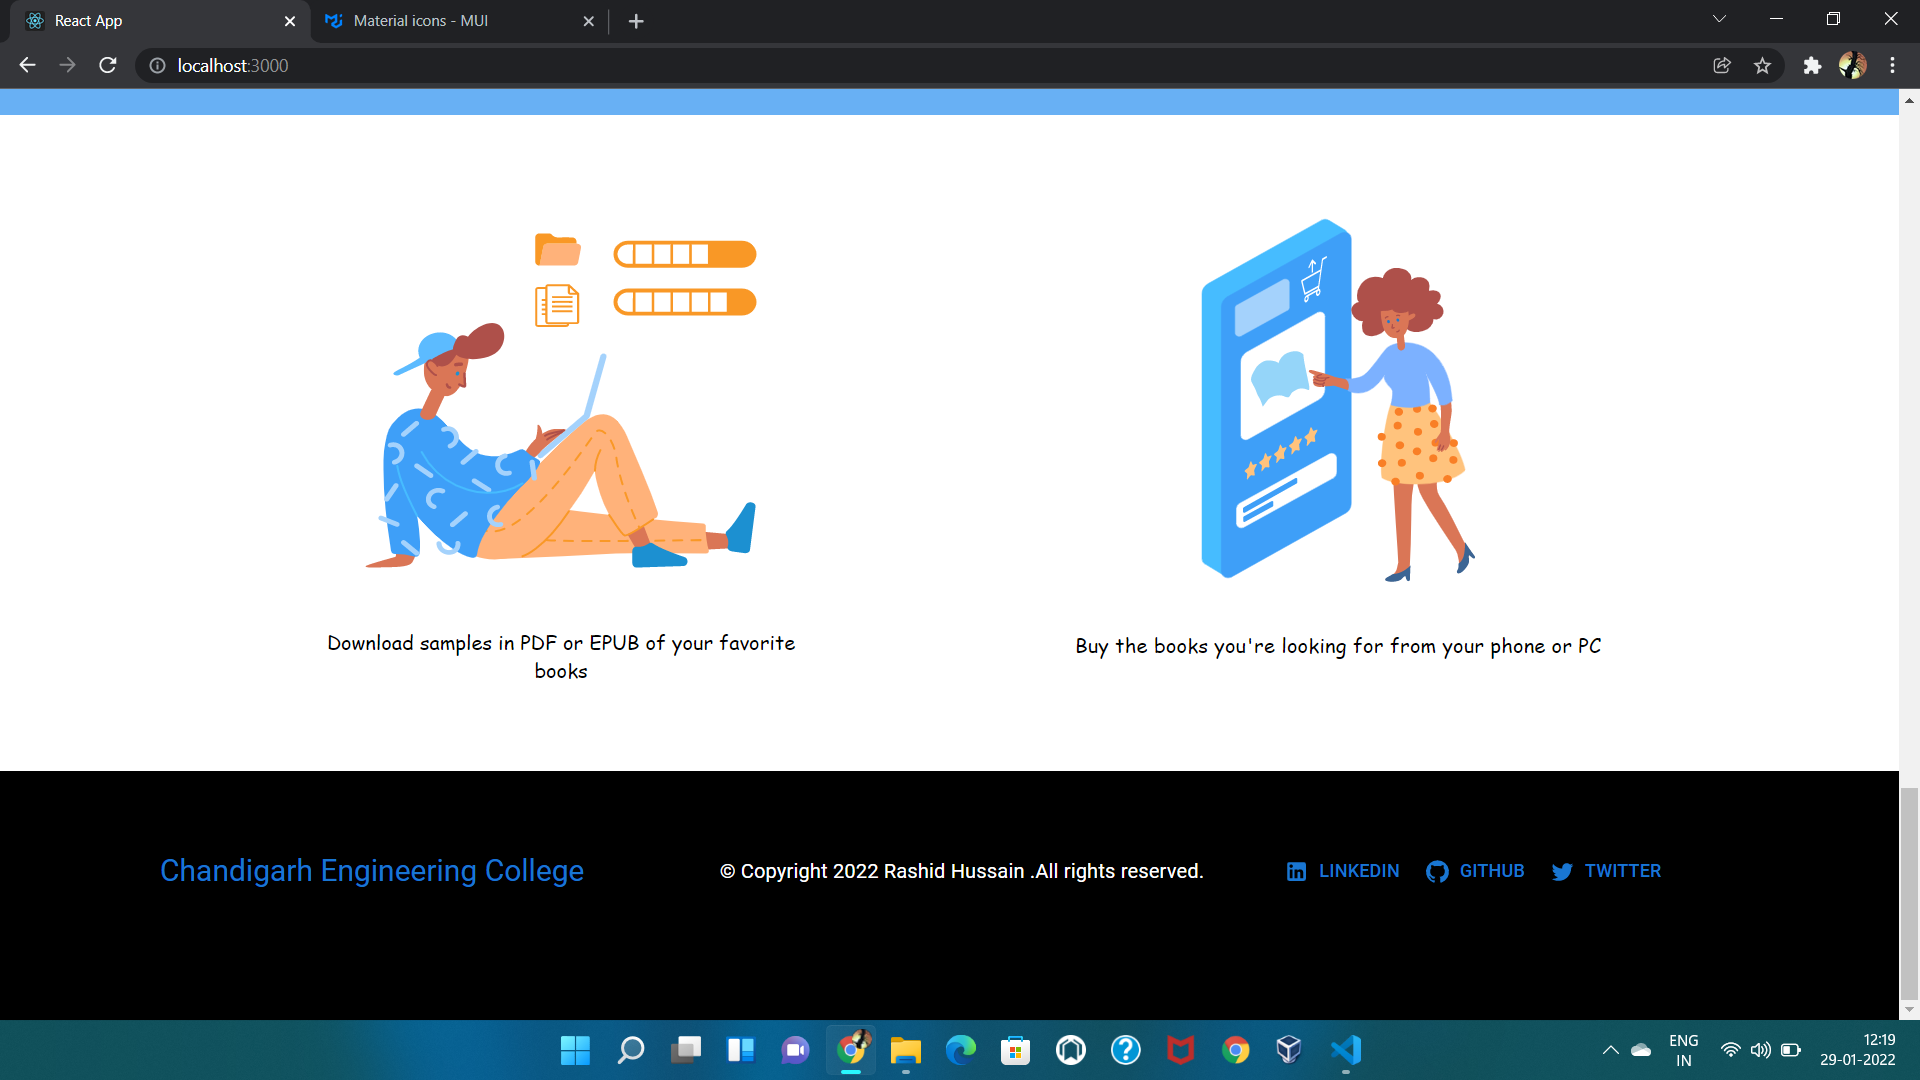 React App
Material icons - MUI
localhost:3000
Download samples in PDF or EPUB of your favorite
books
Buy the books you're looking for from your phone or PC
Chandigarh Engineering College
© Copyright 2022 Rashid Hussain .All rights reserved.
LINKEDIN
GITHUB
TWITTER
ENG
IN
12:19
29-01-2022